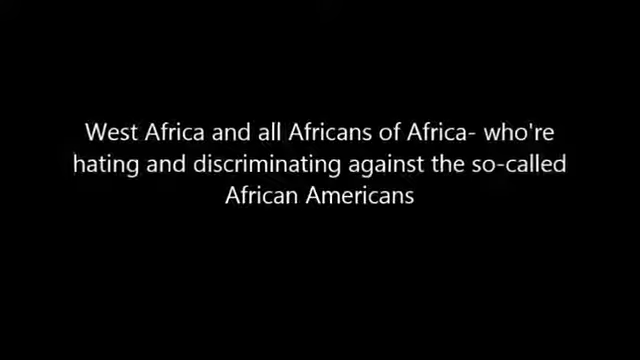 West Africa and all Africans of Africa- who're
hating and discriminating against the so-called
African Americans